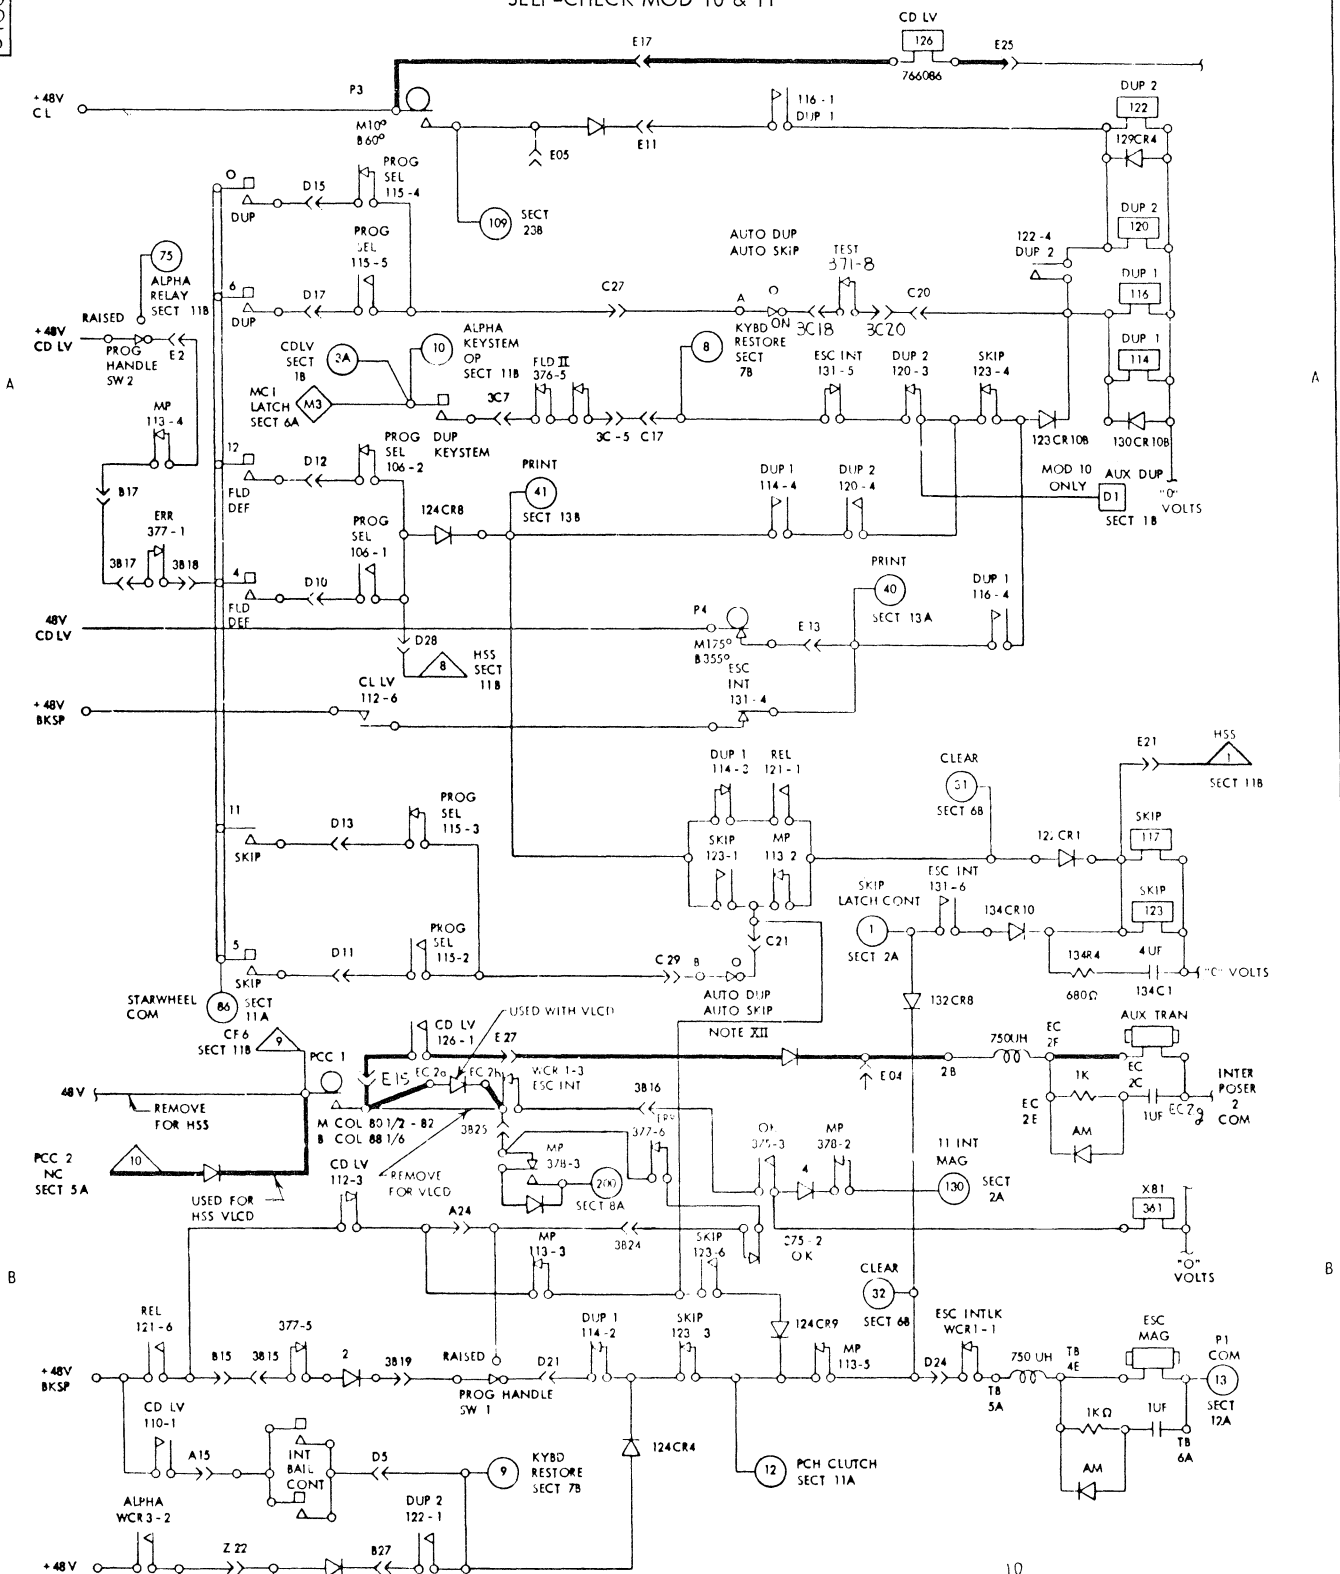 SELF-CHECK MOD 10 & 11
CD LV
126
766086
E17
E25
+48V
CL
P3
M10°
B60°
E05
E11
116-1
DUP 1
DUP 2
122
129CR4
PROG
SEL
115-4
D15
O
DUP
109
SECT
23B
DUP 2
120
PROG
SEL
115-5
75
ALPHA
RELAY
SECT 11B
6
D17
DUP
C27
AUTO DUP
AUTO SKIP
TEST
371-8
122-4
DUP 2
DUP 1
116
A
O
ON
3C18
3C20
C20
RAISED
+48V
CD LV
E2
PROG
HANDLE
SW2
CDLV
SECT
1B
3A
10
ALPHA
KEYSTEM
OP
SECT 11B
8
KYBD
RESTORE
SECT
7B
DUP 1
114
MC1
LATCH
SECT 6A
M3
3C7
FLD II
376-5
ESC INT
131-5
DUP 2
120-3
SKIP
123-4
A
A
MP
113-4
DUP
KEYSTEM
3C-5
C17
123CR10B
130CR10B
12
D12
FLD
DEF
PROG
SEL
106-2
PRINT
41
SECT 13B
DUP 1
114-4
DUP 2
120-4
MOD 10
ONLY
AUX DUP
D1
SECT 1B
"0"
VOLTS
B17
ERR
377-1
3B17
3B18
124CR8
PROG
SEL
106-1
4
D10
FLD
DEF
PRINT
40
SECT 13A
DUP 1
116-4
48V
CD LV
P4
M175°
B355°
E13
D28
8
HSS
SECT
11B
ESC
INT
131-4
+48V
BKSP
CL LV
112-6
DUP 1
REL
121-1
CLEAR
31
SECT 6B
E21
HSS
1
SECT 11B
11
D13
SKIP
PROG
SEL
115-3
SKIP
123-1
MP
113 2
SKIP
117
SKIP
LATCH CONT
1
SECT 2A
ESC INT
131-6
134CR10
SKIP
123
5
D11
SKIP
PROG
SEL
115-2
C29
B
O
C21
134R4
680Ω
4UF
134C1
VOLTS
STARWHEEL
COM
86
SECT
11A
AUTO DUP
AUTO SKIP
NOTE XII
132CR8
CF6
SECT 11B
9
USED WITH VLCD
CD LV
126-1
E27
AUX TRAN
750UH
EC
2F
PCC 1
E15
EC 2a
EC 2h
WCR 1-3
ESC INT
E04
2B
1K
EC
2C
1UF
EC2g
INTER
POSER
2
COM
48V
REMOVE
FOR HSS
M COL 80 1/2 - 82
B COL 88 1/6
3B25
3B16
377-6
EC
2E
AM
PCC 2
NC
SECT 5A
10
USED FOR
HSS VLCD
CD LV
112-3
REMOVE
FOR VLCD
MP
378-3
200
SECT 8A
4
MP
378-2
11 INT
MAG
130
SECT
2A
X81
361
A24
3B24
OK
MP
113-3
SKIP
123-6
"0"
VOLTS
B
B
CLEAR
32
SECT 6B
REL
121-6
377-5
DUP 1
114-2
SKIP
124CR9
MP
113-5
ESC INTLK
WCR1-1
ESC
MAG
P1
COM
13
SECT
12A
+48V
BKSP
B15
3B15
2
3B19
RAISED
PROG HANDLE
SW 1
D21
D24
TB
5A
750 UH
TB
4E
1KΩ
1UF
TB
6A
AM
CD LV
110-1
A15
INT
BAIL
CONT
D5
9
KYBD
RESTORE
SECT 7B
124CR4
12
PCH CLUTCH
SECT 11A
ALPHA
WCR3-2
DUP 2
122-1
+48V
Z22
B27
10